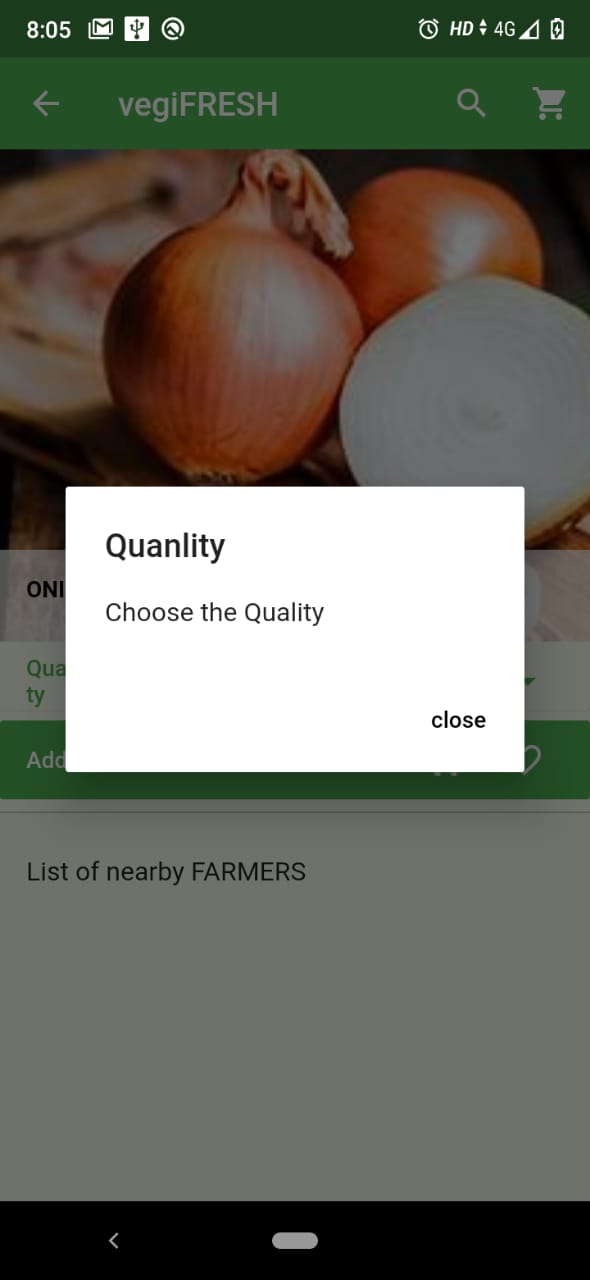 8:05 HD 4G
vegiFRESH
Quanlity
Choose the Quality
ONI
Qua
ty
close
Add
List of nearby FARMERS